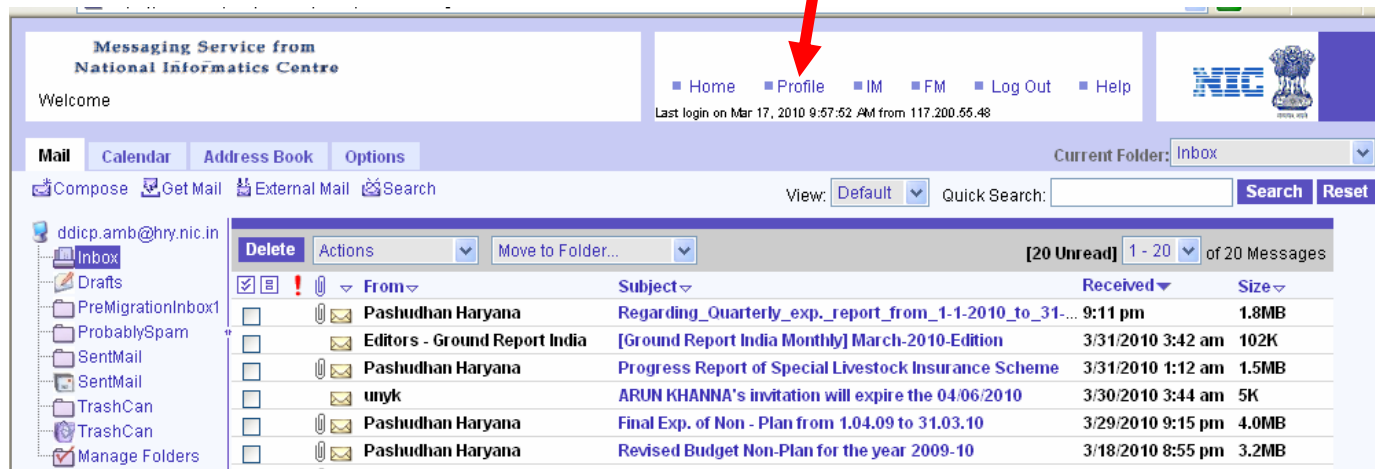 Messaging Service from
National Informatics Centre
Welcome
Home Profile IM FM Log Out Help
Last login on Mar 17, 2010 9:57:52 AM from 117.200.55.48
NIC
Mail Calendar Address Book Options
Current Folder: Inbox
Compose Get Mail External Mail Search
View: Default Quick Search: Search Reset
ddicp.amb@hry.nic.in
Inbox
Drafts
PreMigrationInbox1
ProbablySpam
SentMail
SentMail
TrashCan
TrashCan
Manage Folders
Delete Actions Move to Folder... [20 Unread] 1 - 20 of 20 Messages
From Subject Received Size
Pashudhan Haryana Regarding_Quarterly_exp._report_from_1-1-2010_to_31-... 9:11 pm 1.8MB
Editors - Ground Report India [Ground Report India Monthly] March-2010-Edition 3/31/2010 3:42 am 102K
Pashudhan Haryana Progress Report of Special Livestock Insurance Scheme 3/31/2010 1:12 am 1.5MB
unyk ARUN KHANNA's invitation will expire the 04/06/2010 3/30/2010 3:44 am 5K
Pashudhan Haryana Final Exp. of Non - Plan from 1.04.09 to 31.03.10 3/29/2010 9:15 pm 4.0MB
Pashudhan Haryana Revised Budget Non-Plan for the year 2009-10 3/18/2010 8:55 pm 3.2MB